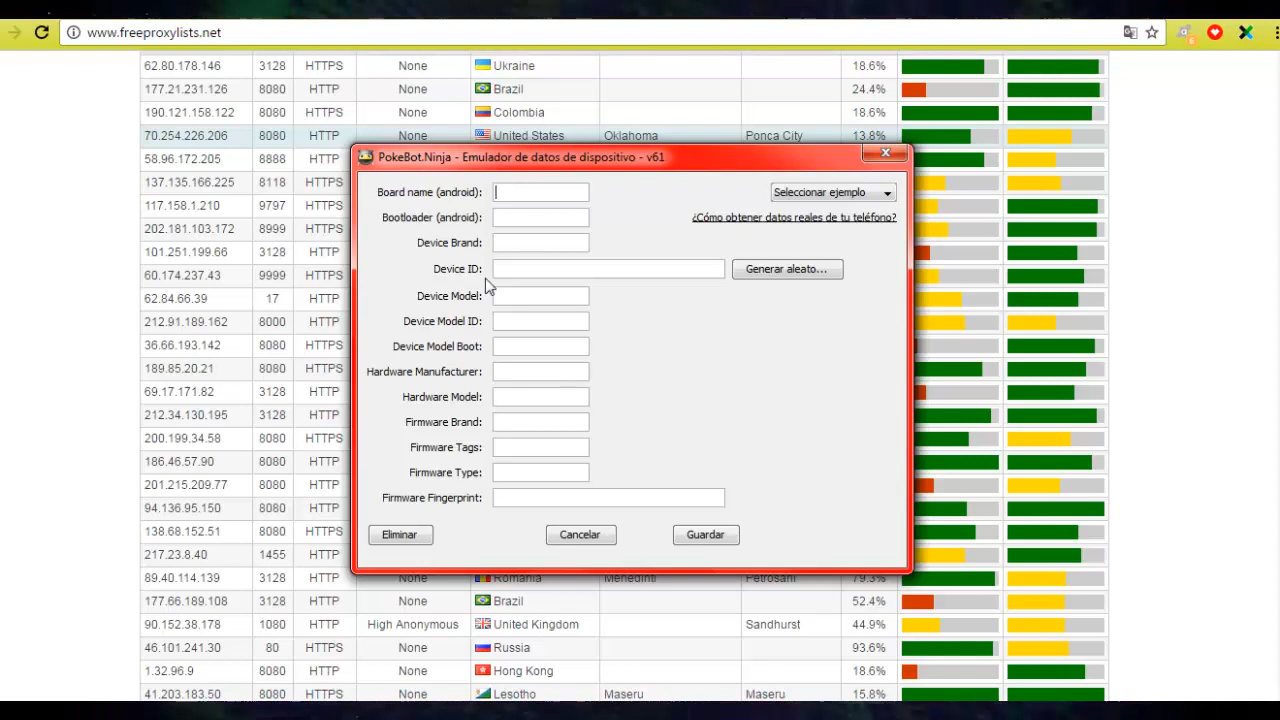 www.freeproxylists.net
62.80.178.146 3128 HTTPS None Ukraine 18.6%
177.21.231.126 8080 HTTP None Brazil 24.4%
190.121.158.122 8080 HTTPS None Colombia 18.6%
70.254.226.206 8080 HTTP None United States Oklahoma Ponca City 13.8%
PokeBot.Ninja - Emulador de datos de dispositivo - v61
58.96.172.205 8888 HTTP
137.135.166.225 8118 HTTP
117.158.1.210 9797 HTTP
202.181.103.172 8999 HTTP
101.251.199.66 3128 HTTP
60.174.237.43 9999 HTTPS
62.84.66.39 17 HTTP
212.91.189.162 8000 HTTP
36.66.193.142 8080 HTTP
189.85.20.21 8080 HTTPS
69.17.171.82 3128 HTTP
212.34.130.195 3128 HTTP
200.199.34.58 8080 HTTPS
186.46.57.90 8080 HTTPS
201.215.209.77 8080 HTTP
94.136.95.150 8080 HTTP
138.68.152.51 8080 HTTPS
217.23.8.40 1455 HTTP
Board name (android): Seleccionar ejemplo
Bootloader (android): ¿Cómo obtener datos reales de tu teléfono?
Device Brand:
Device ID: Generar aleato...
Device Model:
Device Model ID:
Device Model Boot:
Hardware Manufacturer:
Hardware Model:
Firmware Brand:
Firmware Tags:
Firmware Type:
Firmware Fingerprint:
Eliminar Cancelar Guardar
89.40.114.139 3128 HTTP None Romania Mehedinti Petrosani 79.3%
177.66.189.108 3128 HTTP None Brazil 52.4%
90.152.38.178 1080 HTTP High Anonymous United Kingdom Sandhurst 44.9%
46.101.241.30 80 HTTP None Russia 93.6%
1.32.96.9 8080 HTTP None Hong Kong 18.6%
41.203.183.50 8080 HTTPS None Lesotho Maseru Maseru 15.8%